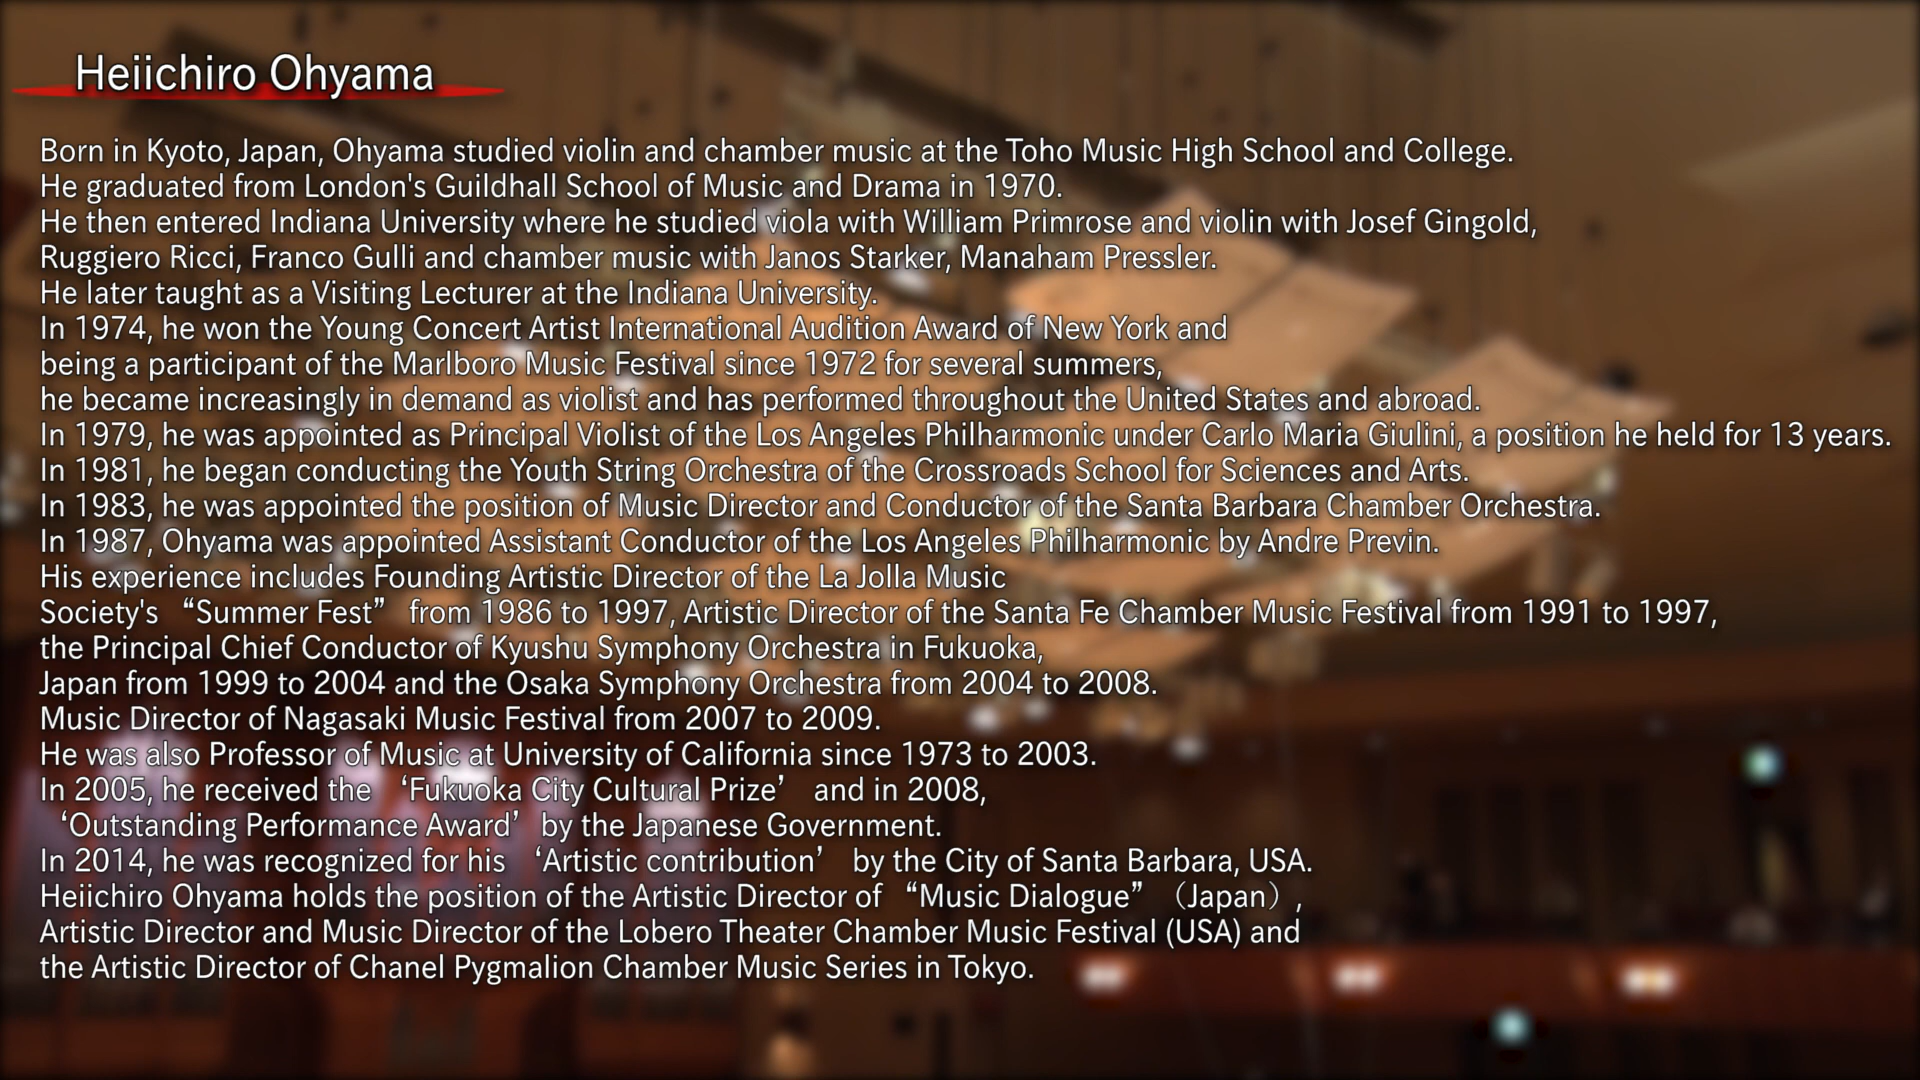 Heiichiro Ohyama
Born in Kyoto, Japan, Ohyama studied violin and chamber music at the Toho Music High School and College.
He graduated from London's Guildhall School of Music and Drama in 1970.
He then entered Indiana University where he studied viola with William Primrose and violin with Josef Gingold,
Ruggiero Ricci, Franco Gulli and chamber music with Janos Starker, Manaham Pressler.
He later taught as a Visiting Lecturer at the Indiana University.
In 1974, he won the Young Concert Artist International Audition Award of New York and
being a participant of the Marlboro Music Festival since 1972 for several summers,
he became increasingly in demand as violist and has performed throughout the United States and abroad.
In 1979, he was appointed as Principal Violist of the Los Angeles Philharmonic under Carlo Maria Giulini, a position he held for 13 years.
In 1981, he began conducting the Youth String Orchestra of the Crossroads School for Sciences and Arts.
In 1983, he was appointed the position of Music Director and Conductor of the Santa Barbara Chamber Orchestra.
In 1987, Ohyama was appointed Assistant Conductor of the Los Angeles Philharmonic by Andre Previn.
His experience includes Founding Artistic Director of the La Jolla Music
Society's “Summer Fest” from 1986 to 1997, Artistic Director of the Santa Fe Chamber Music Festival from 1991 to 1997,
the Principal Chief Conductor of Kyushu Symphony Orchestra in Fukuoka,
Japan from 1999 to 2004 and the Osaka Symphony Orchestra from 2004 to 2008.
Music Director of Nagasaki Music Festival from 2007 to 2009.
He was also Professor of Music at University of California since 1973 to 2003.
In 2005, he received the ‘Fukuoka City Cultural Prize’ and in 2008,
‘Outstanding Performance Award’ by the Japanese Government.
In 2014, he was recognized for his ‘Artistic contribution’ by the City of Santa Barbara, USA.
Heiichiro Ohyama holds the position of the Artistic Director of “Music Dialogue”（Japan）,
Artistic Director and Music Director of the Lobero Theater Chamber Music Festival (USA) and
the Artistic Director of Chanel Pygmalion Chamber Music Series in Tokyo.